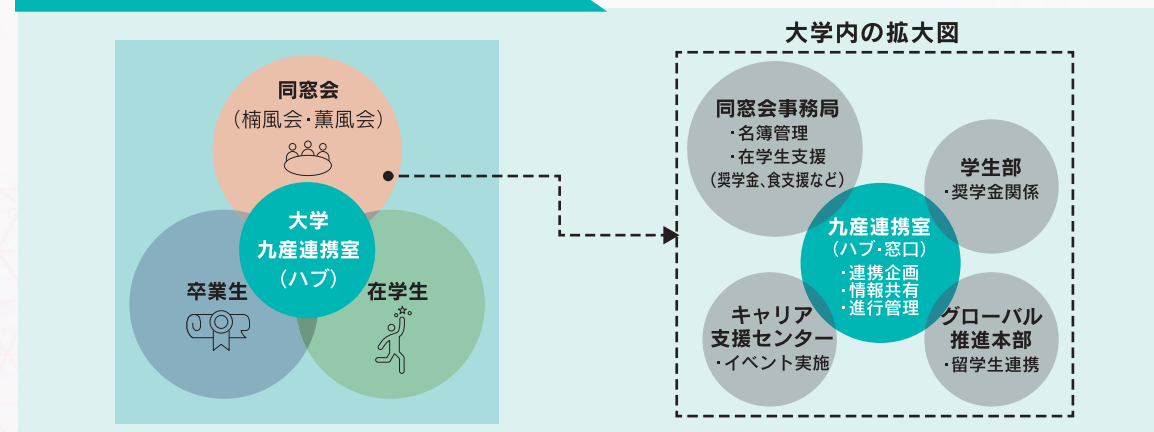 同窓会
（楠風会・薫風会）
大学
九産連携室
（ハブ）
卒業生
在学生
大学内の拡大図
同窓会事務局
・名簿管理
・在学生支援
（奨学金、食支援など）
学生部
・奨学金関係
九産連携室
（ハブ・窓口）
・連携企画
・情報共有
・進行管理
キャリア
支援センター
・イベント実施
グローバル
推進本部
・留学生連携